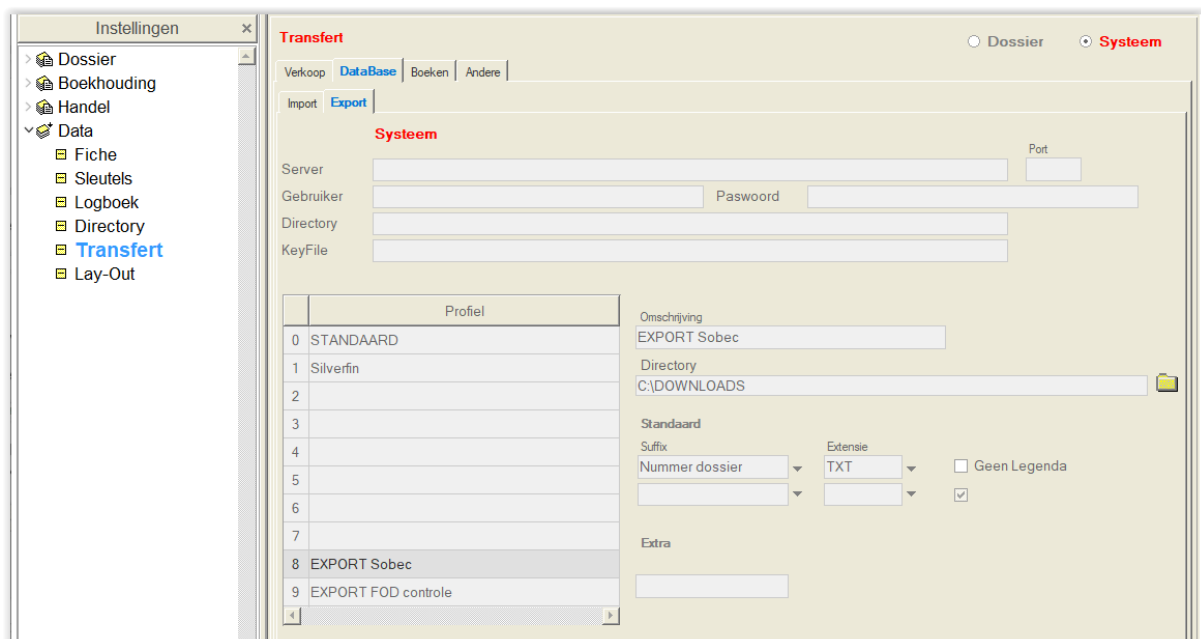 Instellingen
Dossier
Boekhouding
Handel
Data
Fiche
Sleutels
Logboek
Directory
Transfert
Lay-Out
Transfert
Dossier Systeem
Verkoop DataBase Boeken Andere
Import Export
Systeem
Port
Server
Gebruiker Paswoord
Directory
KeyFile
Profiel
0 STANDAARD
1 Silverfin
2
3
4
5
6
7
8 EXPORT Sobec
9 EXPORT FOD controle
Omschrijving
EXPORT Sobec
Directory
C:\DOWNLOADS
Standaard
Suffix Extensie
Nummer dossier TXT Geen Legenda
Extra